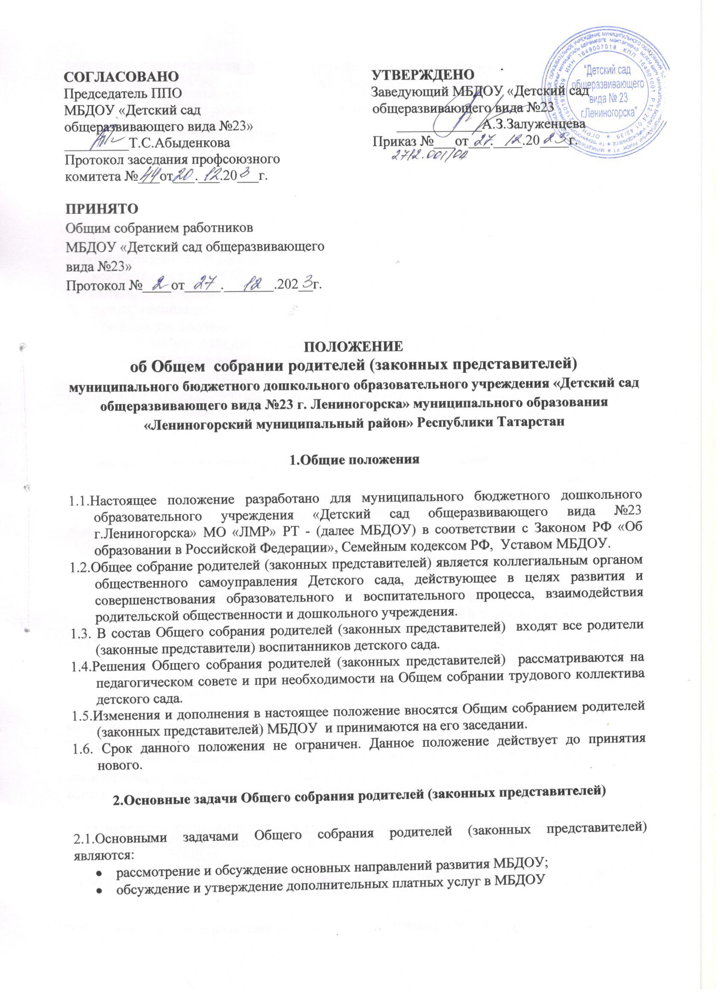 СОГЛАСОВАНО
Председатель ППО
МБДОУ «Детский сад
общеразвивающего вида №23»
_________Т.С.Абыденкова
Протокол заседания профсоюзного
комитета №44от20.12.203г.
УТВЕРЖДЕНО
Заведующий МБДОУ «Детский сад
общеразвивающего вида №23
____________А.З.Залуженцева
Приказ №___от 27.12.2023г.
2712.001/04
"Детский сад
общеразвивающего
вида № 23
г.Лениногорска"
ИНН 1649007018 КПП 164901001
ПРИНЯТО
Общим собранием работников
МБДОУ «Детский сад общеразвивающего
вида №23»
Протокол № 2 от 27.12.2023г.
ПОЛОЖЕНИЕ
об Общем собрании родителей (законных представителей)
муниципального бюджетного дошкольного образовательного учреждения «Детский сад
общеразвивающего вида №23 г. Лениногорска» муниципального образования
«Лениногорский муниципальный район» Республики Татарстан
1.Общие положения
1.1.Настоящее положение разработано для муниципального бюджетного дошкольного
образовательного учреждения «Детский сад общеразвивающего вида №23
г.Лениногорска» МО «ЛМР» РТ - (далее МБДОУ) в соответствии с Законом РФ «Об
образовании в Российской Федерации», Семейным кодексом РФ, Уставом МБДОУ.
1.2.Общее собрание родителей (законных представителей) является коллегиальным органом
общественного самоуправления Детского сада, действующее в целях развития и
совершенствования образовательного и воспитательного процесса, взаимодействия
родительской общественности и дошкольного учреждения.
1.3. В состав Общего собрания родителей (законных представителей) входят все родители
(законные представители) воспитанников детского сада.
1.4.Решения Общего собрания родителей (законных представителей) рассматриваются на
педагогическом совете и при необходимости на Общем собрании трудового коллектива
детского сада.
1.5.Изменения и дополнения в настоящее положение вносятся Общим собранием родителей
(законных представителей) МБДОУ и принимаются на его заседании.
1.6. Срок данного положения не ограничен. Данное положение действует до принятия
нового.
2.Основные задачи Общего собрания родителей (законных представителей)
2.1.Основными задачами Общего собрания родителей (законных представителей)
являются:
• рассмотрение и обсуждение основных направлений развития МБДОУ;
• обсуждение и утверждение дополнительных платных услуг в МБДОУ